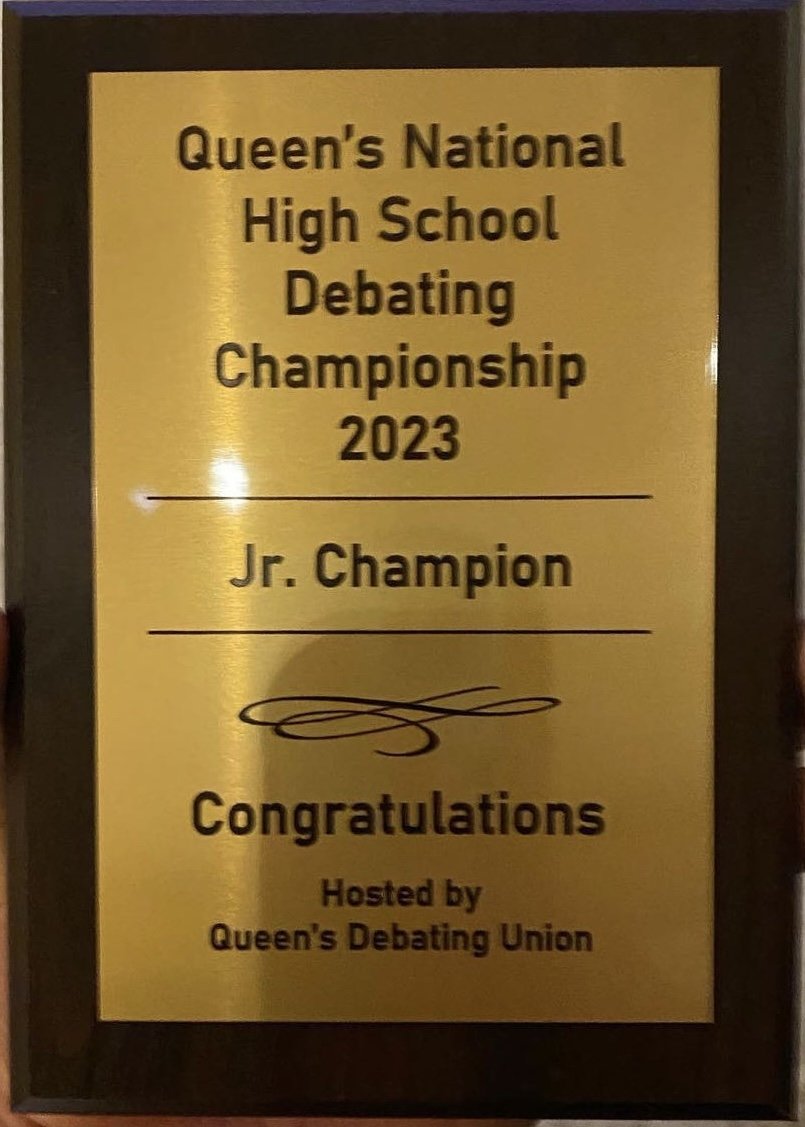 Queen's National
High School
Debating
Championship
2023
Jr. Champion
Congratulations
Hosted by
Queen's Debating Union